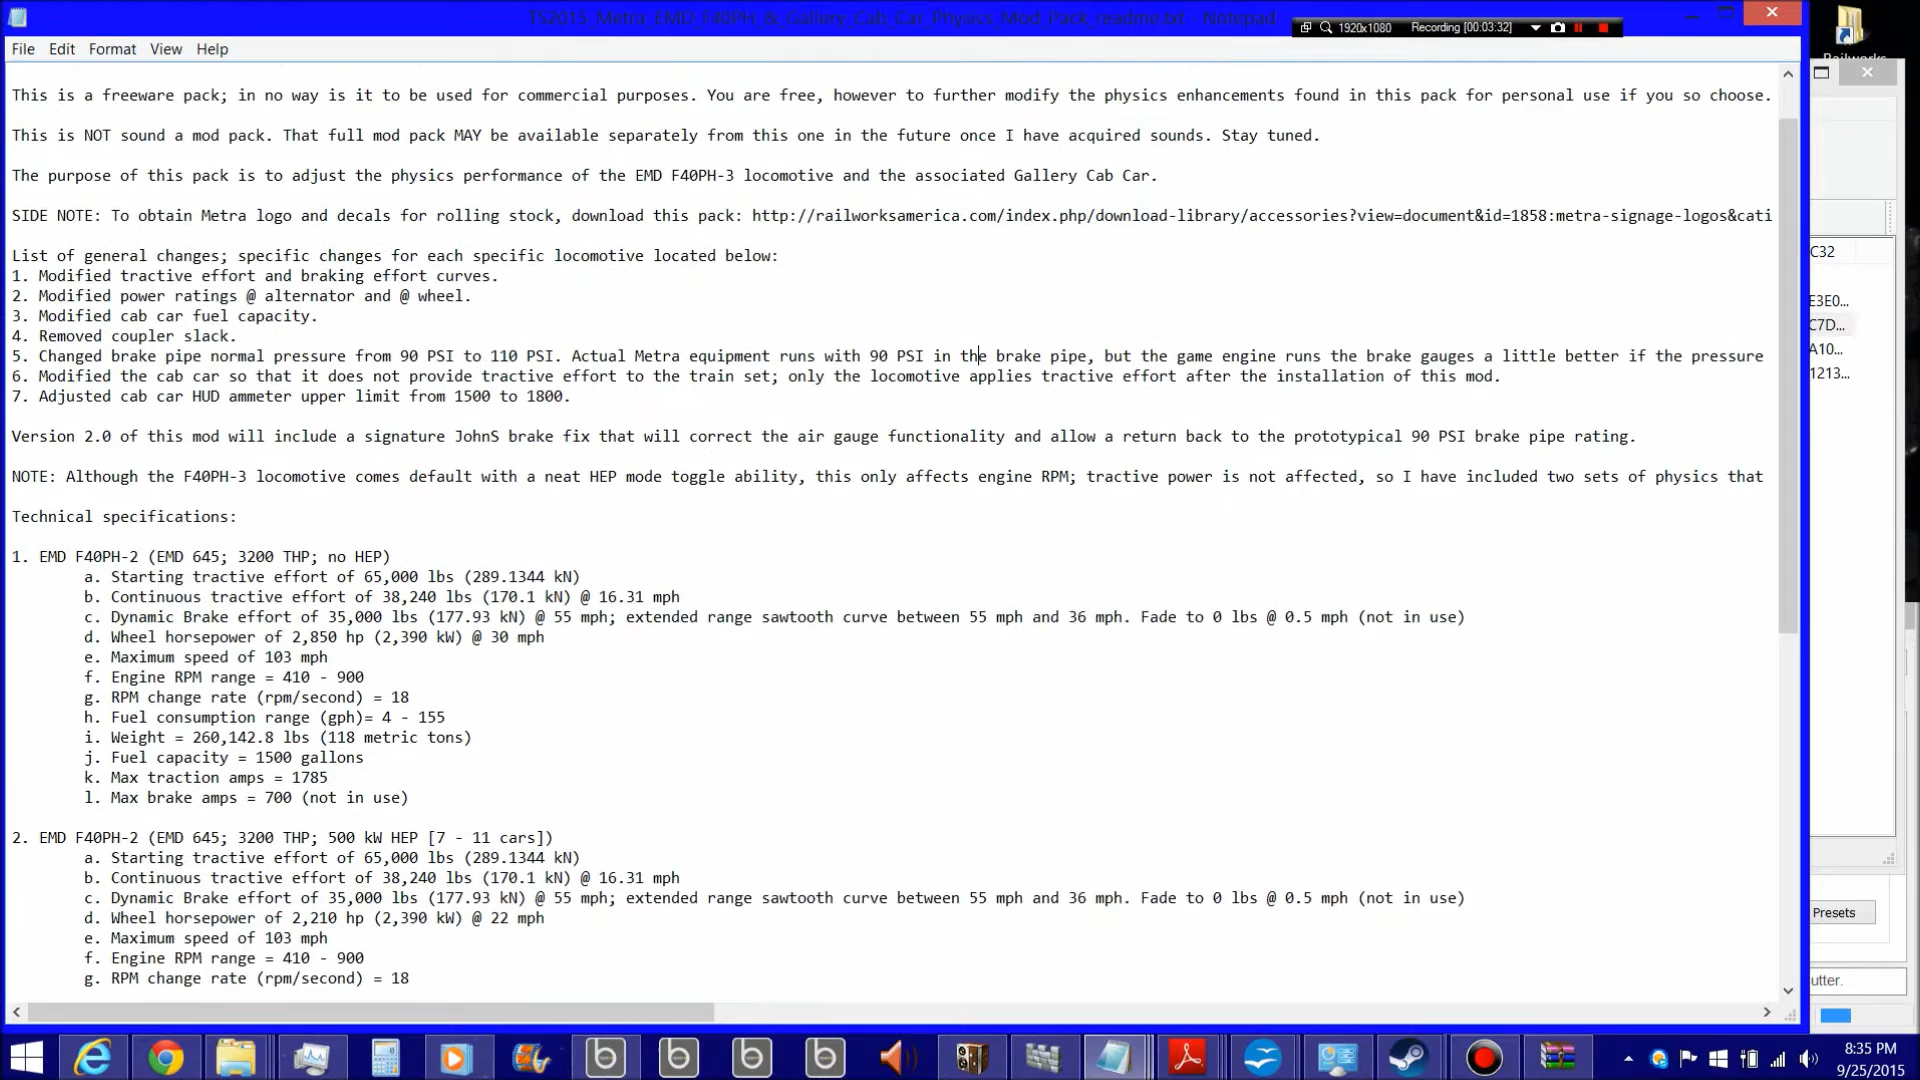 TS2015_Metra_EMD_F40PH_&_Gallery_Cab_Car_Physics_Mod_Pack_readme.txt - Notepad
1920x1080 Recording [00:03:32]
File Edit Format View Help
This is a freeware pack; in no way is it to be used for commercial purposes. You are free, however to further modify the physics enhancements found in this pack for personal use if you so choose.
This is NOT sound a mod pack. That full mod pack MAY be available separately from this one in the future once I have acquired sounds. Stay tuned.
The purpose of this pack is to adjust the physics performance of the EMD F40PH-3 locomotive and the associated Gallery Cab Car.
SIDE NOTE: To obtain Metra logo and decals for rolling stock, download this pack: http://railworksamerica.com/index.php/download-library/accessories?view=document&id=1858:metra-signage-logos&cati
List of general changes; specific changes for each specific locomotive located below:
1. Modified tractive effort and braking effort curves.
2. Modified power ratings @ alternator and @ wheel.
3. Modified cab car fuel capacity.
4. Removed coupler slack.
5. Changed brake pipe normal pressure from 90 PSI to 110 PSI. Actual Metra equipment runs with 90 PSI in the brake pipe, but the game engine runs the brake gauges a little better if the pressure
6. Modified the cab car so that it does not provide tractive effort to the train set; only the locomotive applies tractive effort after the installation of this mod.
7. Adjusted cab car HUD ammeter upper limit from 1500 to 1800.
Version 2.0 of this mod will include a signature JohnS brake fix that will correct the air gauge functionality and allow a return back to the prototypical 90 PSI brake pipe rating.
NOTE: Although the F40PH-3 locomotive comes default with a neat HEP mode toggle ability, this only affects engine RPM; tractive power is not affected, so I have included two sets of physics that
Technical specifications:
1. EMD F40PH-2 (EMD 645; 3200 THP; no HEP)
a. Starting tractive effort of 65,000 lbs (289.1344 kN)
b. Continuous tractive effort of 38,240 lbs (170.1 kN) @ 16.31 mph
c. Dynamic Brake effort of 35,000 lbs (177.93 kN) @ 55 mph; extended range sawtooth curve between 55 mph and 36 mph. Fade to 0 lbs @ 0.5 mph (not in use)
d. Wheel horsepower of 2,850 hp (2,390 kW) @ 30 mph
e. Maximum speed of 103 mph
f. Engine RPM range = 410 - 900
g. RPM change rate (rpm/second) = 18
h. Fuel consumption range (gph)= 4 - 155
i. Weight = 260,142.8 lbs (118 metric tons)
j. Fuel capacity = 1500 gallons
k. Max traction amps = 1785
l. Max brake amps = 700 (not in use)
2. EMD F40PH-2 (EMD 645; 3200 THP; 500 kW HEP [7 - 11 cars])
a. Starting tractive effort of 65,000 lbs (289.1344 kN)
b. Continuous tractive effort of 38,240 lbs (170.1 kN) @ 16.31 mph
c. Dynamic Brake effort of 35,000 lbs (177.93 kN) @ 55 mph; extended range sawtooth curve between 55 mph and 36 mph. Fade to 0 lbs @ 0.5 mph (not in use)
d. Wheel horsepower of 2,210 hp (2,390 kW) @ 22 mph
e. Maximum speed of 103 mph
f. Engine RPM range = 410 - 900
g. RPM change rate (rpm/second) = 18
C32
E3E0...
C7D...
A10...
1213...
Presets
utter.
8:35 PM
9/25/2015